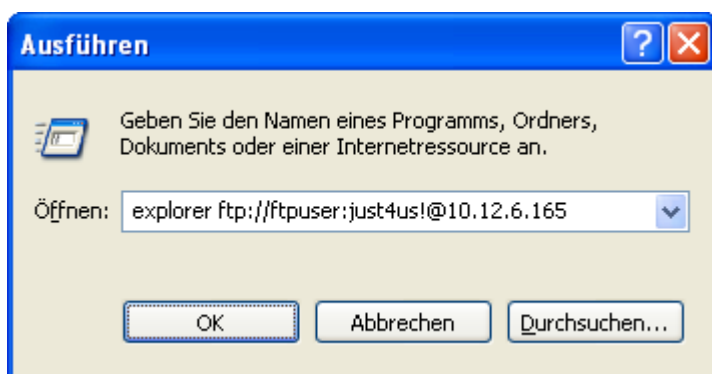 Ausführen
Geben Sie den Namen eines Programms, Ordners,
Dokuments oder einer Internetressource an.
Öffnen: explorer ftp://ftpuser:just4us!@10.12.6.165
OK Abbrechen Durchsuchen...